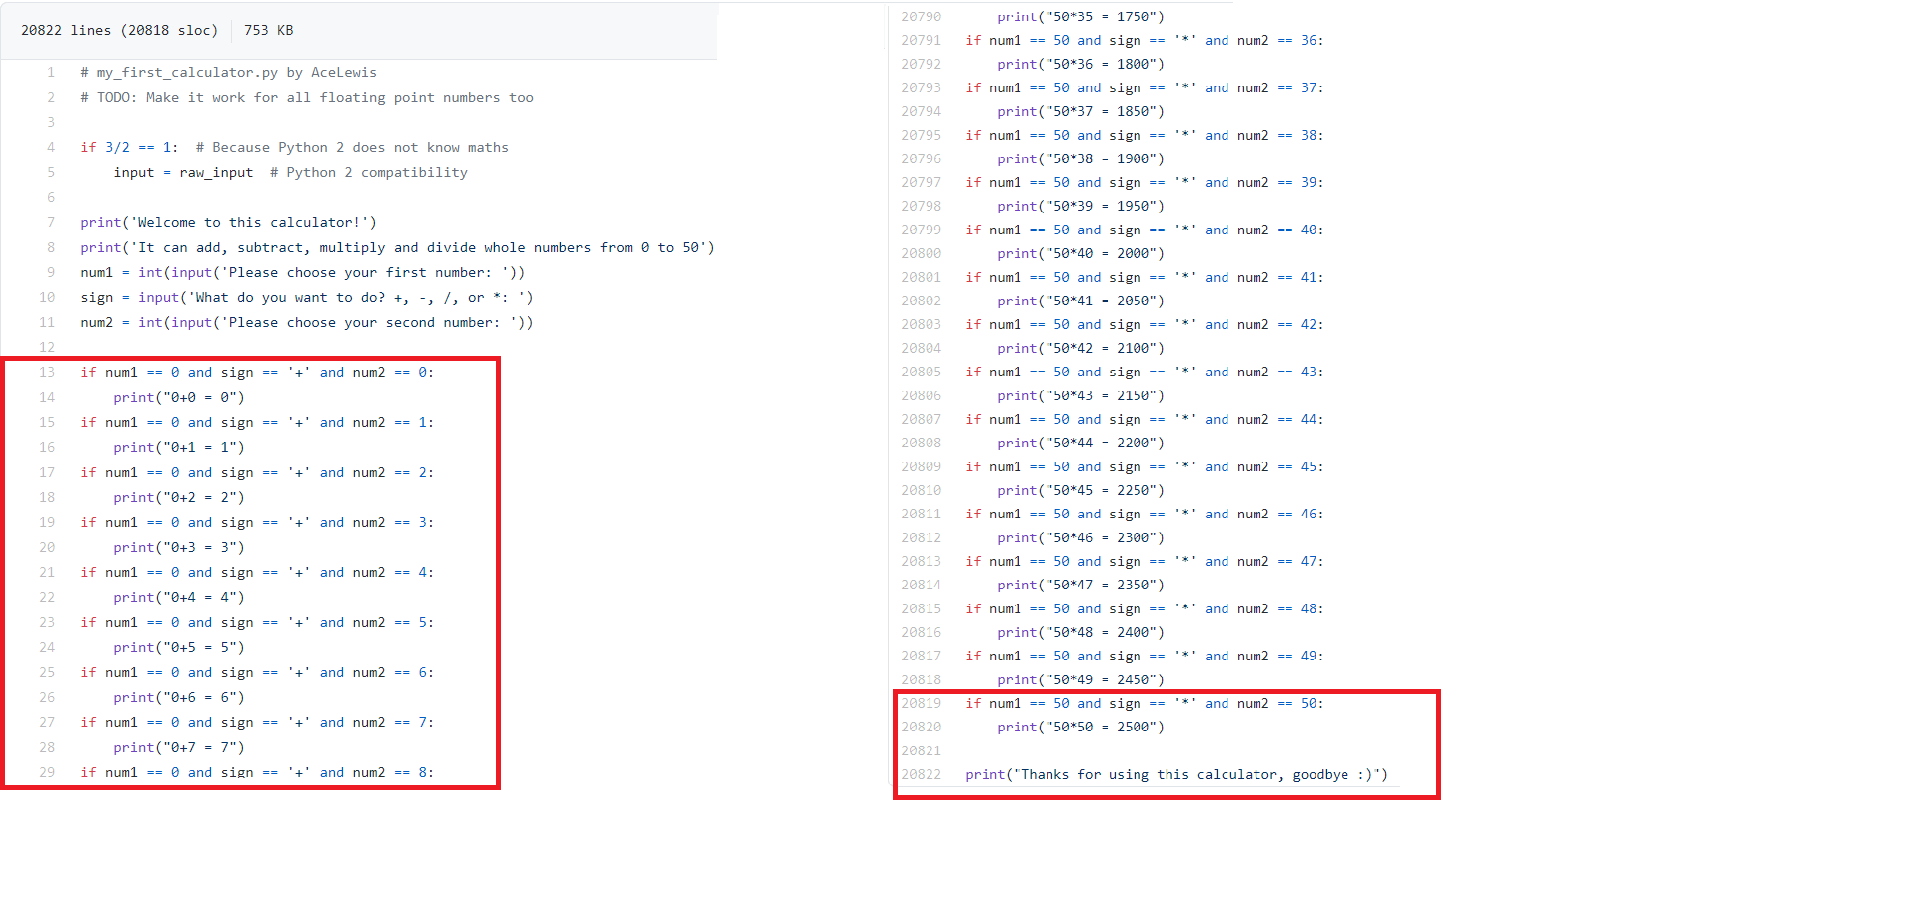 20822 lines (20818 sloc) 753 KB
1 # my_first_calculator.py by AceLewis
2 # TODO: Make it work for all floating point numbers too
3
4 if 3/2 == 1:  # Because Python 2 does not know maths
5     input = raw_input  # Python 2 compatibility
6
7 print('Welcome to this calculator!')
8 print('It can add, subtract, multiply and divide whole numbers from 0 to 50')
9 num1 = int(input('Please choose your first number: '))
10 sign = input('What do you want to do? +, -, /, or *: ')
11 num2 = int(input('Please choose your second number: '))
12
13 if num1 == 0 and sign == '+' and num2 == 0:
14     print("0+0 = 0")
15 if num1 == 0 and sign == '+' and num2 == 1:
16     print("0+1 = 1")
17 if num1 == 0 and sign == '+' and num2 == 2:
18     print("0+2 = 2")
19 if num1 == 0 and sign == '+' and num2 == 3:
20     print("0+3 = 3")
21 if num1 == 0 and sign == '+' and num2 == 4:
22     print("0+4 = 4")
23 if num1 == 0 and sign == '+' and num2 == 5:
24     print("0+5 = 5")
25 if num1 == 0 and sign == '+' and num2 == 6:
26     print("0+6 = 6")
27 if num1 == 0 and sign == '+' and num2 == 7:
28     print("0+7 = 7")
29 if num1 == 0 and sign == '+' and num2 == 8:
20790     print("50*35 = 1750")
20791 if num1 == 50 and sign == '*' and num2 == 36:
20792     print("50*36 = 1800")
20793 if num1 == 50 and sign == '*' and num2 == 37:
20794     print("50*37 = 1850")
20795 if num1 == 50 and sign == '*' and num2 == 38:
20796     print("50*38 = 1900")
20797 if num1 == 50 and sign == '*' and num2 == 39:
20798     print("50*39 = 1950")
20799 if num1 == 50 and sign == '*' and num2 == 40:
20800     print("50*40 = 2000")
20801 if num1 == 50 and sign == '*' and num2 == 41:
20802     print("50*41 = 2050")
20803 if num1 == 50 and sign == '*' and num2 == 42:
20804     print("50*42 = 2100")
20805 if num1 == 50 and sign == '*' and num2 == 43:
20806     print("50*43 = 2150")
20807 if num1 == 50 and sign == '*' and num2 == 44:
20808     print("50*44 = 2200")
20809 if num1 == 50 and sign == '*' and num2 == 45:
20810     print("50*45 = 2250")
20811 if num1 == 50 and sign == '*' and num2 == 46:
20812     print("50*46 = 2300")
20813 if num1 == 50 and sign == '*' and num2 == 47:
20814     print("50*47 = 2350")
20815 if num1 == 50 and sign == '*' and num2 == 48:
20816     print("50*48 = 2400")
20817 if num1 == 50 and sign == '*' and num2 == 49:
20818     print("50*49 = 2450")
20819 if num1 == 50 and sign == '*' and num2 == 50:
20820     print("50*50 = 2500")
20821
20822 print("Thanks for using this calculator, goodbye :)")